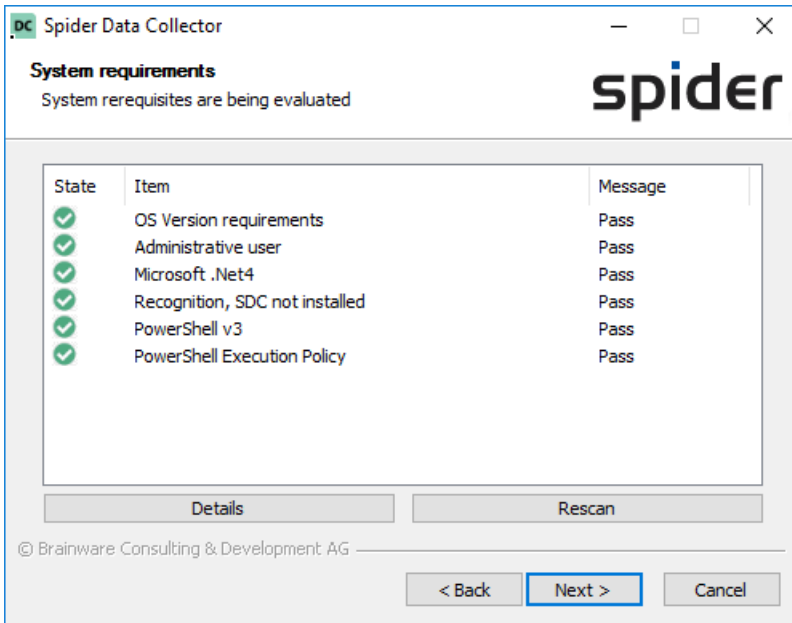 DC Spider Data Collector
System requirements
System rerequisites are being evaluated
spider
State Item Message
OS Version requirements Pass
Administrative user Pass
Microsoft .Net4 Pass
Recognition, SDC not installed Pass
PowerShell v3 Pass
PowerShell Execution Policy Pass
Details Rescan
© Brainware Consulting & Development AG
< Back Next > Cancel